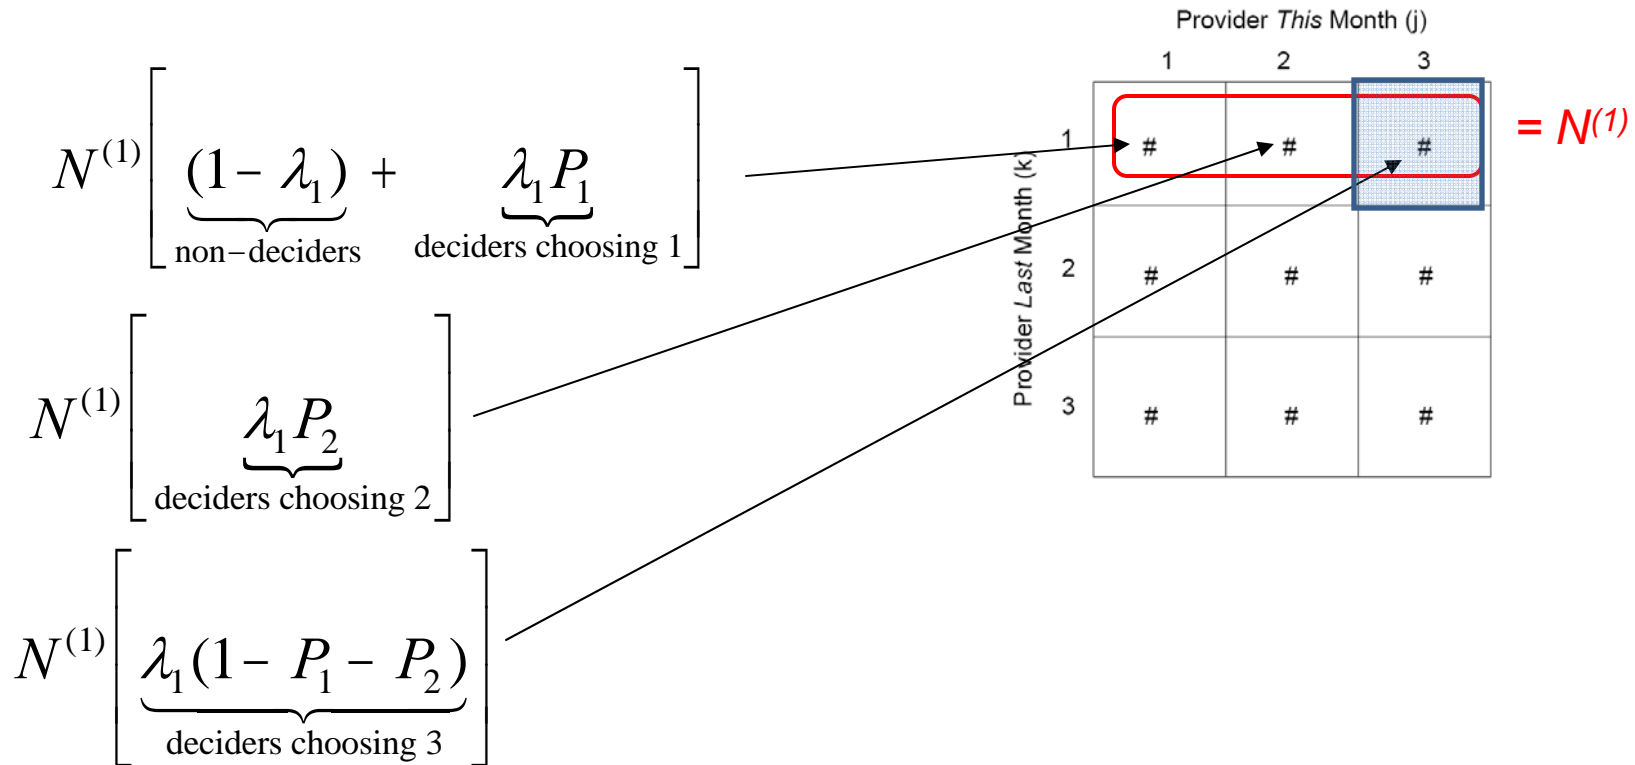 N^(1) [ (1 − λ₁) + λ₁P₁ ]
non−deciders deciders choosing 1
N^(1) [ λ₁P₂ ]
deciders choosing 2
N^(1) [ λ₁(1 − P₁ − P₂) ]
deciders choosing 3
Provider This Month (j)
1 2 3
Provider Last Month (k)
1 # # #
= N(1)
2 # # #
3 # # #